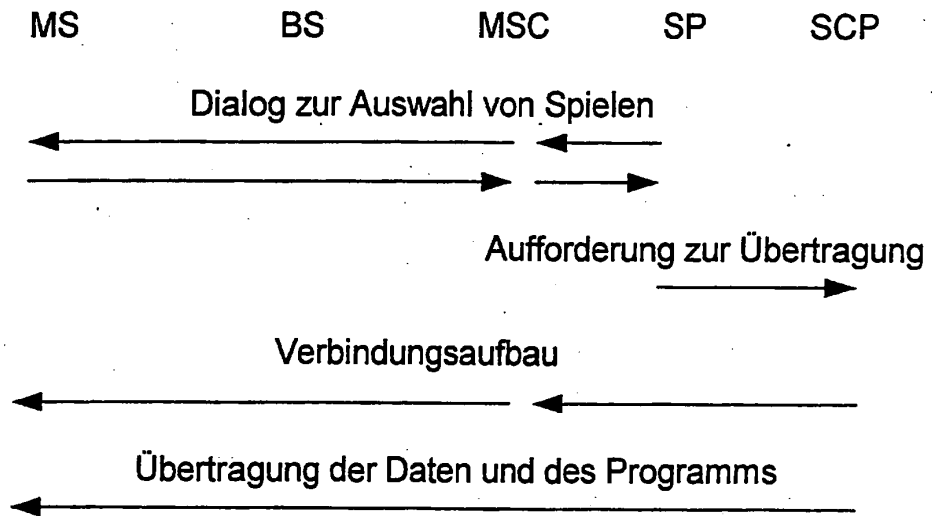 MS BS MSC SP SCP
Dialog zur Auswahl von Spielen
Aufforderung zur Übertragung
Verbindungsaufbau
Übertragung der Daten und des Programms